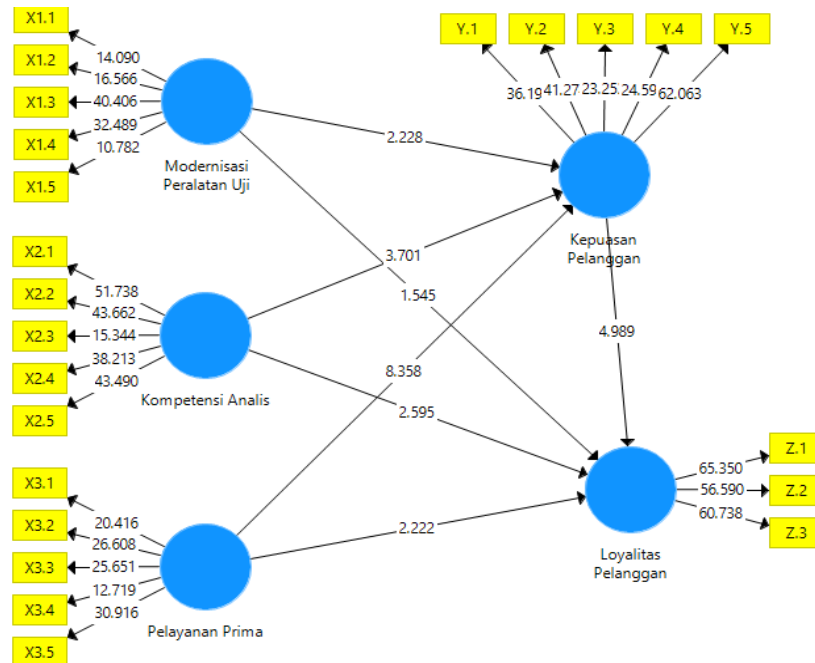 X1.1
X1.2
X1.3
X1.4
X1.5
14.090
16.566
40.406
32.489
10.782
Modernisasi
Peralatan Uji
X2.1
X2.2
X2.3
X2.4
X2.5
51.738
43.662
15.344
38.213
43.490
Kompetensi Analis
X3.1
X3.2
X3.3
X3.4
X3.5
20.416
26.608
25.651
12.719
30.916
Pelayanan Prima
2.228
3.701
1.545
8.358
2.595
2.222
4.989
Y.1
Y.2
Y.3
Y.4
Y.5
36.19
41.27
23.25
24.59
62.063
Kepuasan
Pelanggan
65.350
56.590
60.738
Z.1
Z.2
Z.3
Loyalitas
Pelanggan